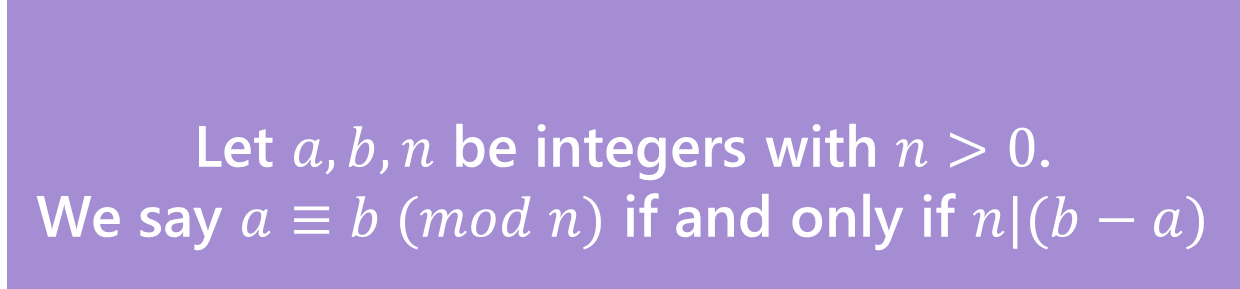 Let a, b, n be integers with n > 0.
We say a ≡ b (mod n) if and only if n|(b − a)